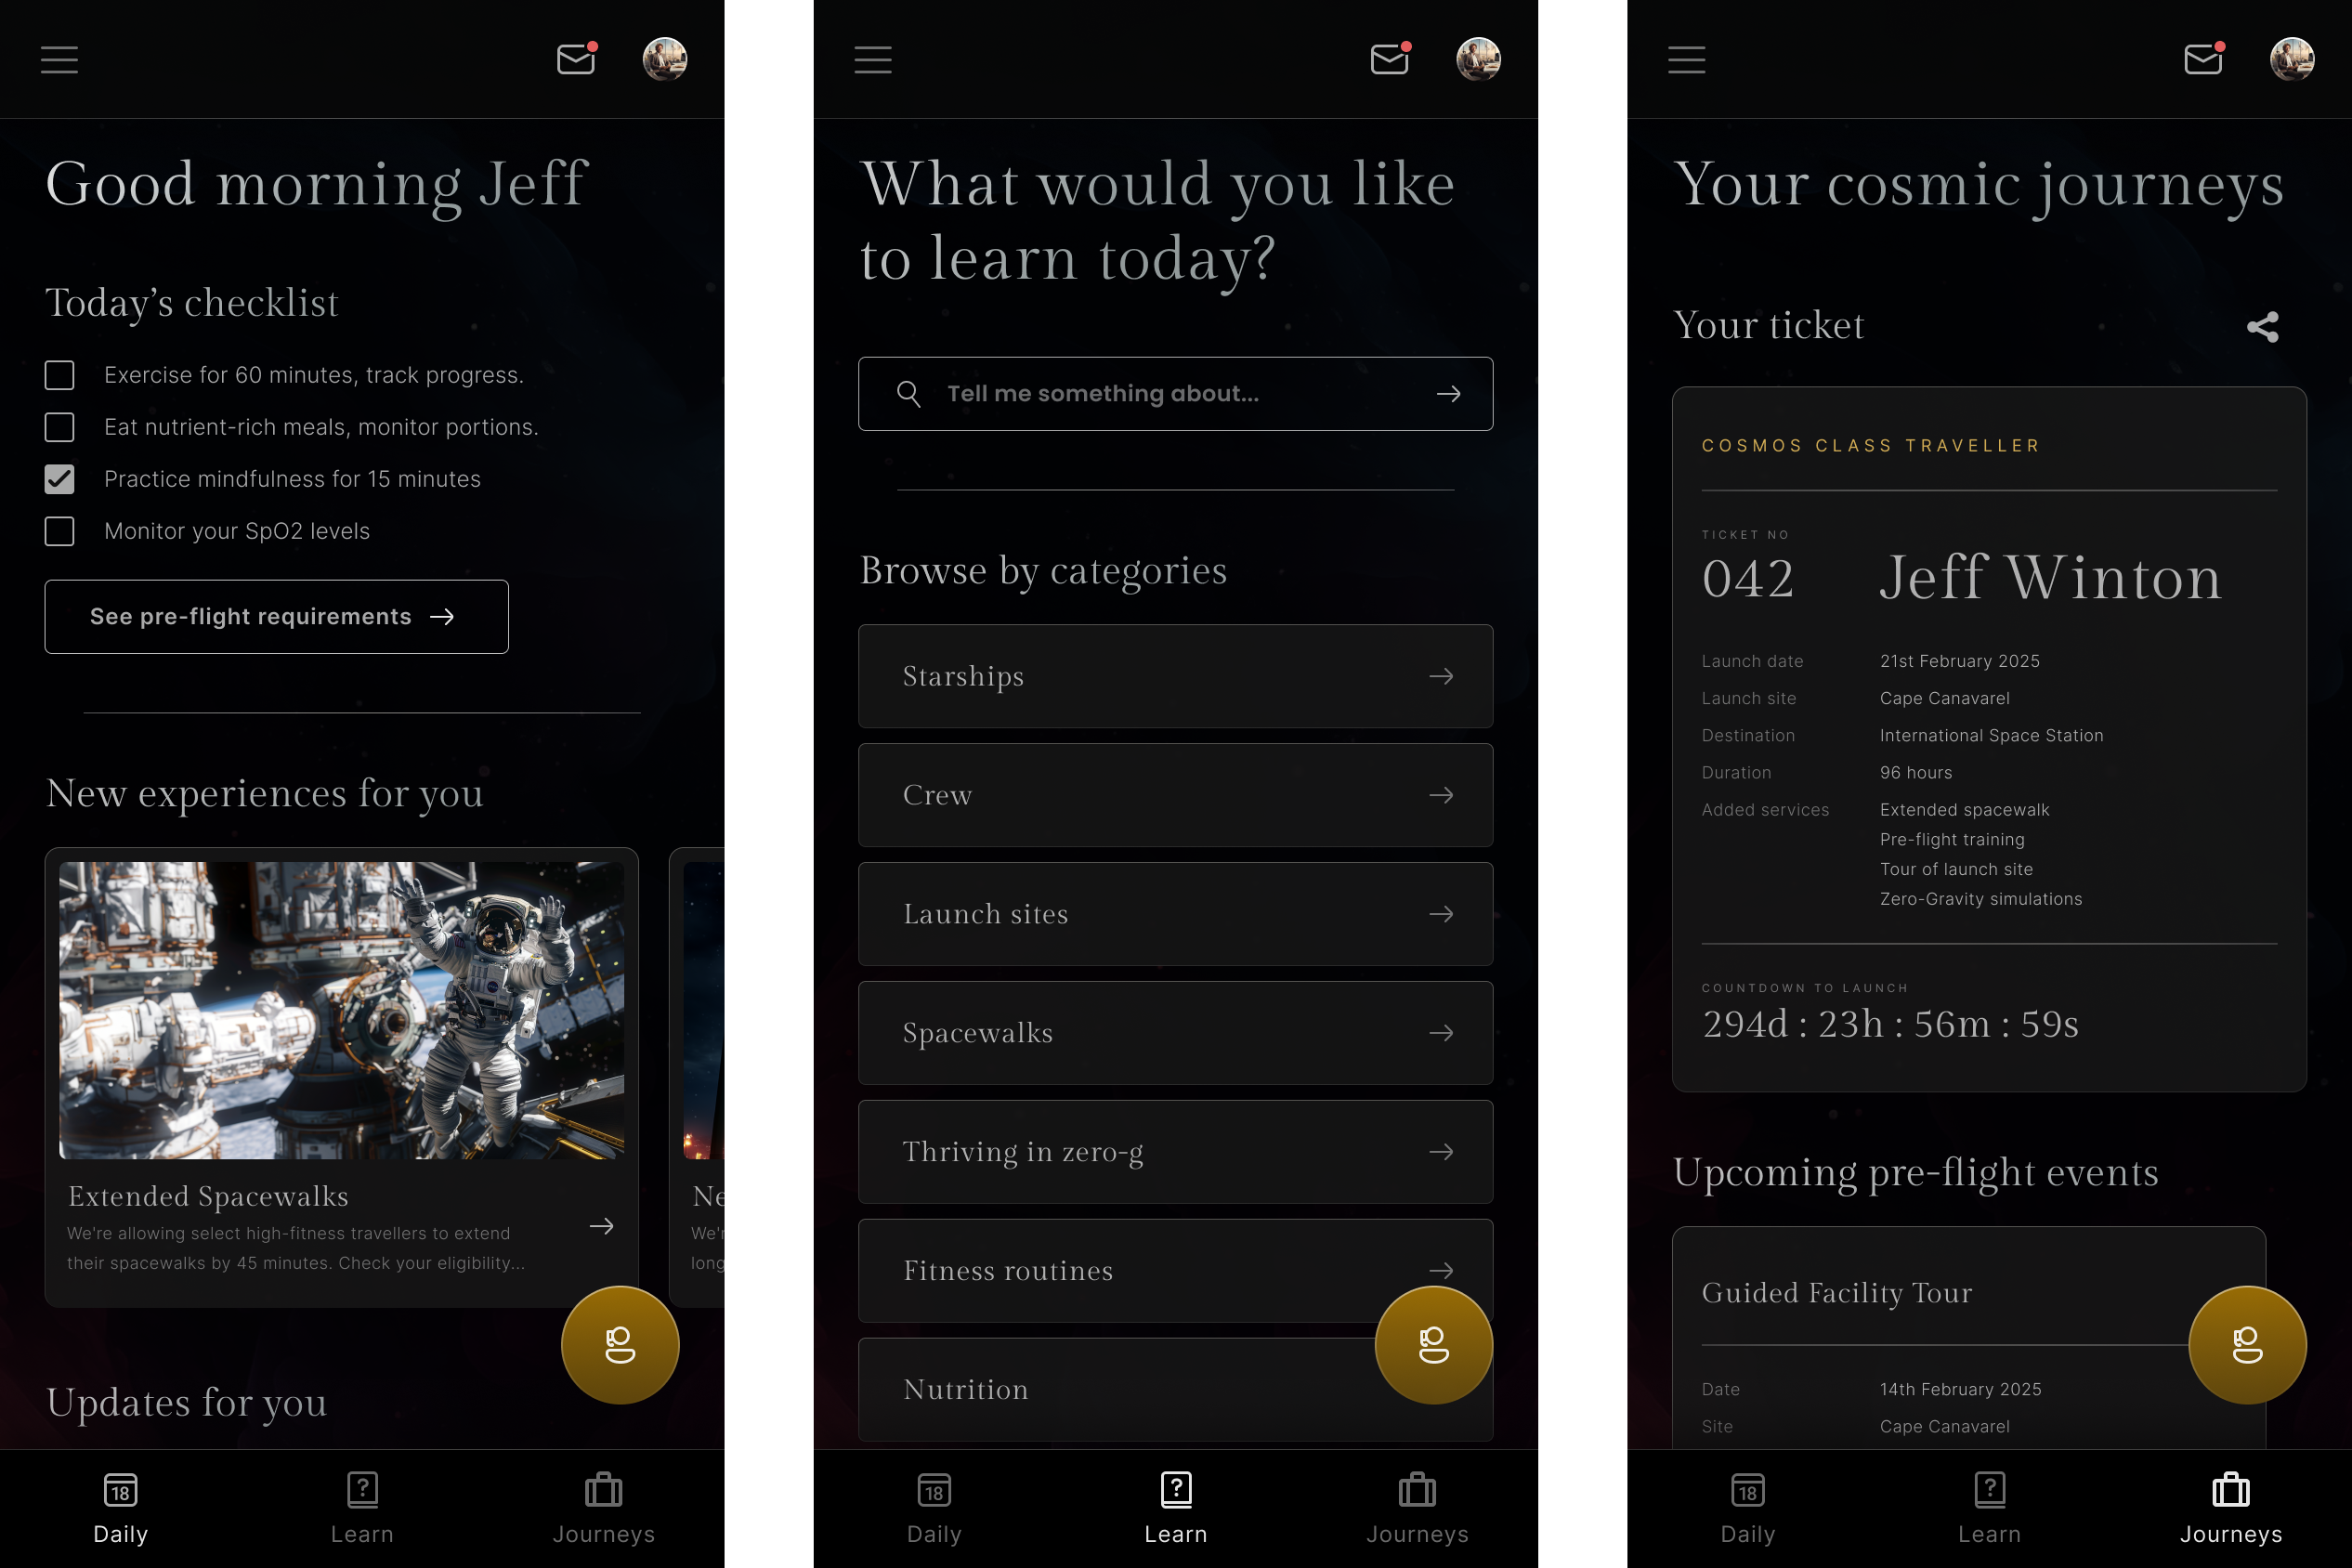 Good morning Jeff
Today’s checklist
Exercise for 60 minutes, track progress.
Eat nutrient-rich meals, monitor portions.
Practice mindfulness for 15 minutes
Monitor your SpO2 levels
See pre-flight requirements
New experiences for you
Extended Spacewalks
We're allowing select high-fitness travellers to extend
their spacewalks by 45 minutes. Check your eligibility...
Ne
We'r
long
Updates for you
18
Daily
?
Learn
Journeys
What would you like
to learn today?
Tell me something about...
Browse by categories
Starships
Crew
Launch sites
Spacewalks
Thriving in zero-g
Fitness routines
Nutrition
18
Daily
?
Learn
Journeys
Your cosmic journeys
Your ticket
COSMOS CLASS TRAVELLER
TICKET NO
042
Jeff Winton
Launch date 21st February 2025
Launch site Cape Canavarel
Destination International Space Station
Duration 96 hours
Added services Extended spacewalk
Pre-flight training
Tour of launch site
Zero-Gravity simulations
COUNTDOWN TO LAUNCH
294d : 23h : 56m : 59s
Upcoming pre-flight events
Guided Facility Tour
Date 14th February 2025
Site Cape Canavarel
18
Daily
?
Learn
Journeys